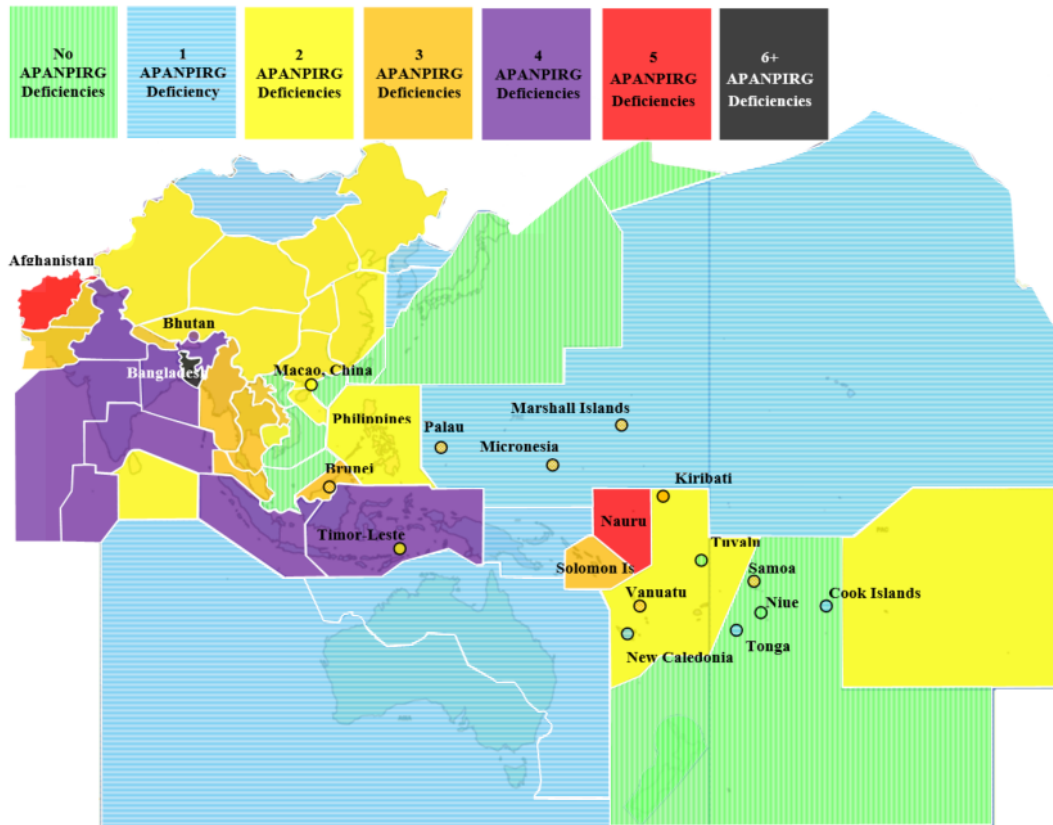 No
APANPIRG
Deficiencies
1
APANPIRG
Deficiency
2
APANPIRG
Deficiencies
3
APANPIRG
Deficiencies
4
APANPIRG
Deficiencies
5
APANPIRG
Deficiencies
6+
APANPIRG
Deficiencies
Afghanistan
Bhutan
Bangladesh
Macao, China
Philippines
Marshall Islands
Palau
Micronesia
Brunei
Kiribati
Nauru
Timor-Leste
Tuvalu
Solomon Is
Samoa
Vanuatu
Niue
Cook Islands
New Caledonia
Tonga